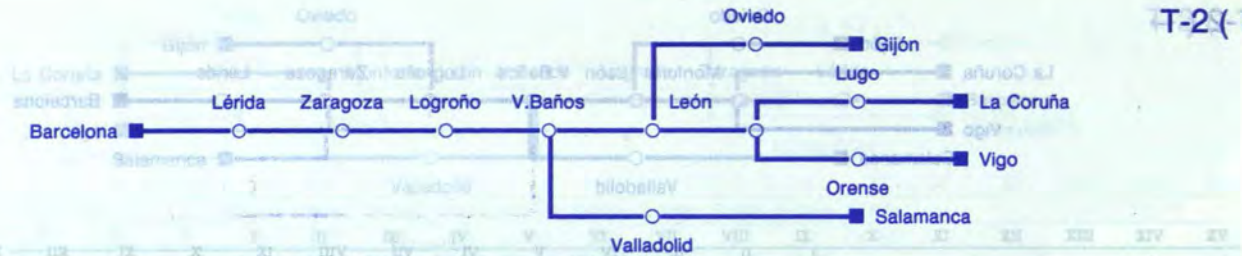 T-2 (
Oviedo
Gijón
Lugo
Lérida Zaragoza Logroño V.Baños León
La Coruña
Barcelona
Vigo
Orense
Salamanca
Valladolid